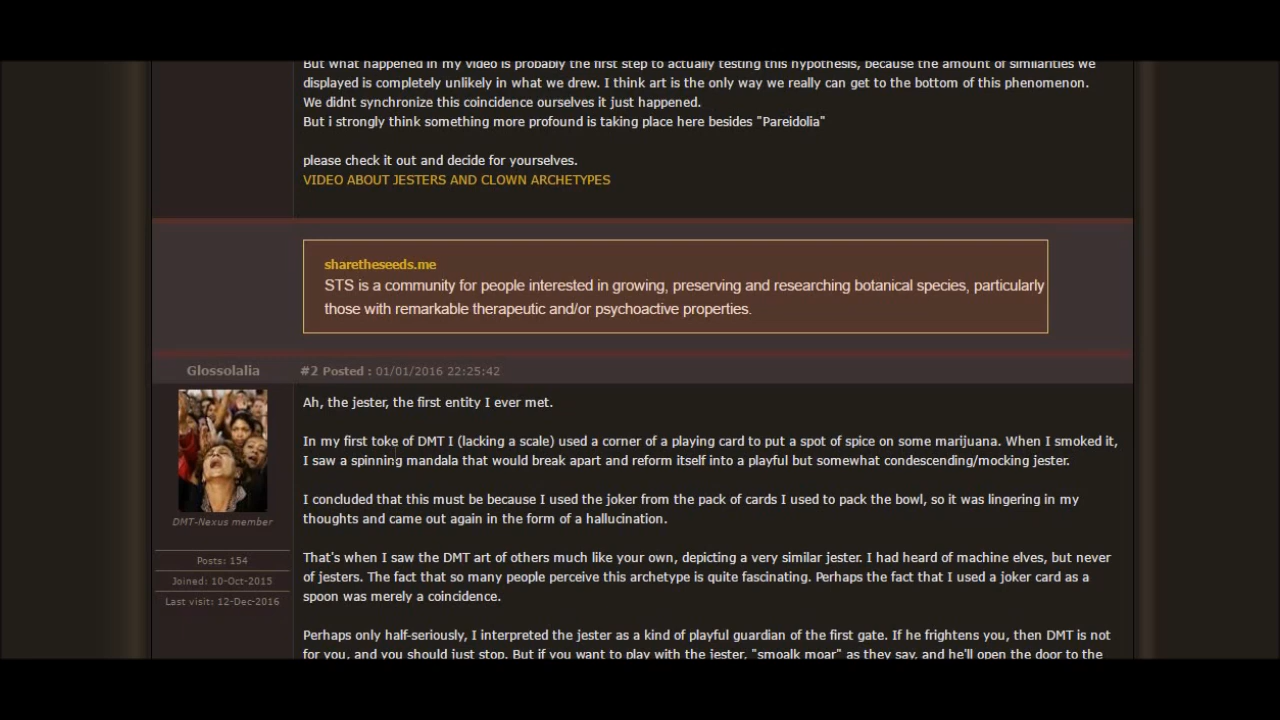 But what happened in my video is probably the first step to actually testing this hypothesis, because the amount of similarities we
displayed is completely unlikely in what we drew. I think art is the only way we really can get to the bottom of this phenomenon.
We didnt synchronize this coincidence ourselves it just happened.
But i strongly think something more profound is taking place here besides "Pareidolia"
please check it out and decide for yourselves.
VIDEO ABOUT JESTERS AND CLOWN ARCHETYPES
sharetheseeds.me
STS is a community for people interested in growing, preserving and researching botanical species, particularly
those with remarkable therapeutic and/or psychoactive properties.
Glossolalia
#2 Posted : 01/01/2016 22:25:42
DMT-Nexus member
Posts: 154
Joined: 10-Oct-2015
Last visit: 12-Dec-2016
Ah, the jester, the first entity I ever met.
In my first toke of DMT I (lacking a scale) used a corner of a playing card to put a spot of spice on some marijuana. When I smoked it,
I saw a spinning mandala that would break apart and reform itself into a playful but somewhat condescending/mocking jester.
I concluded that this must be because I used the joker from the pack of cards I used to pack the bowl, so it was lingering in my
thoughts and came out again in the form of a hallucination.
That's when I saw the DMT art of others much like your own, depicting a very similar jester. I had heard of machine elves, but never
of jesters. The fact that so many people perceive this archetype is quite fascinating. Perhaps the fact that I used a joker card as a
spoon was merely a coincidence.
Perhaps only half-seriously, I interpreted the jester as a kind of playful guardian of the first gate. If he frightens you, then DMT is not
for you, and you should just stop. But if you want to play with the jester, "smoalk moar" as they say, and he'll open the door to the